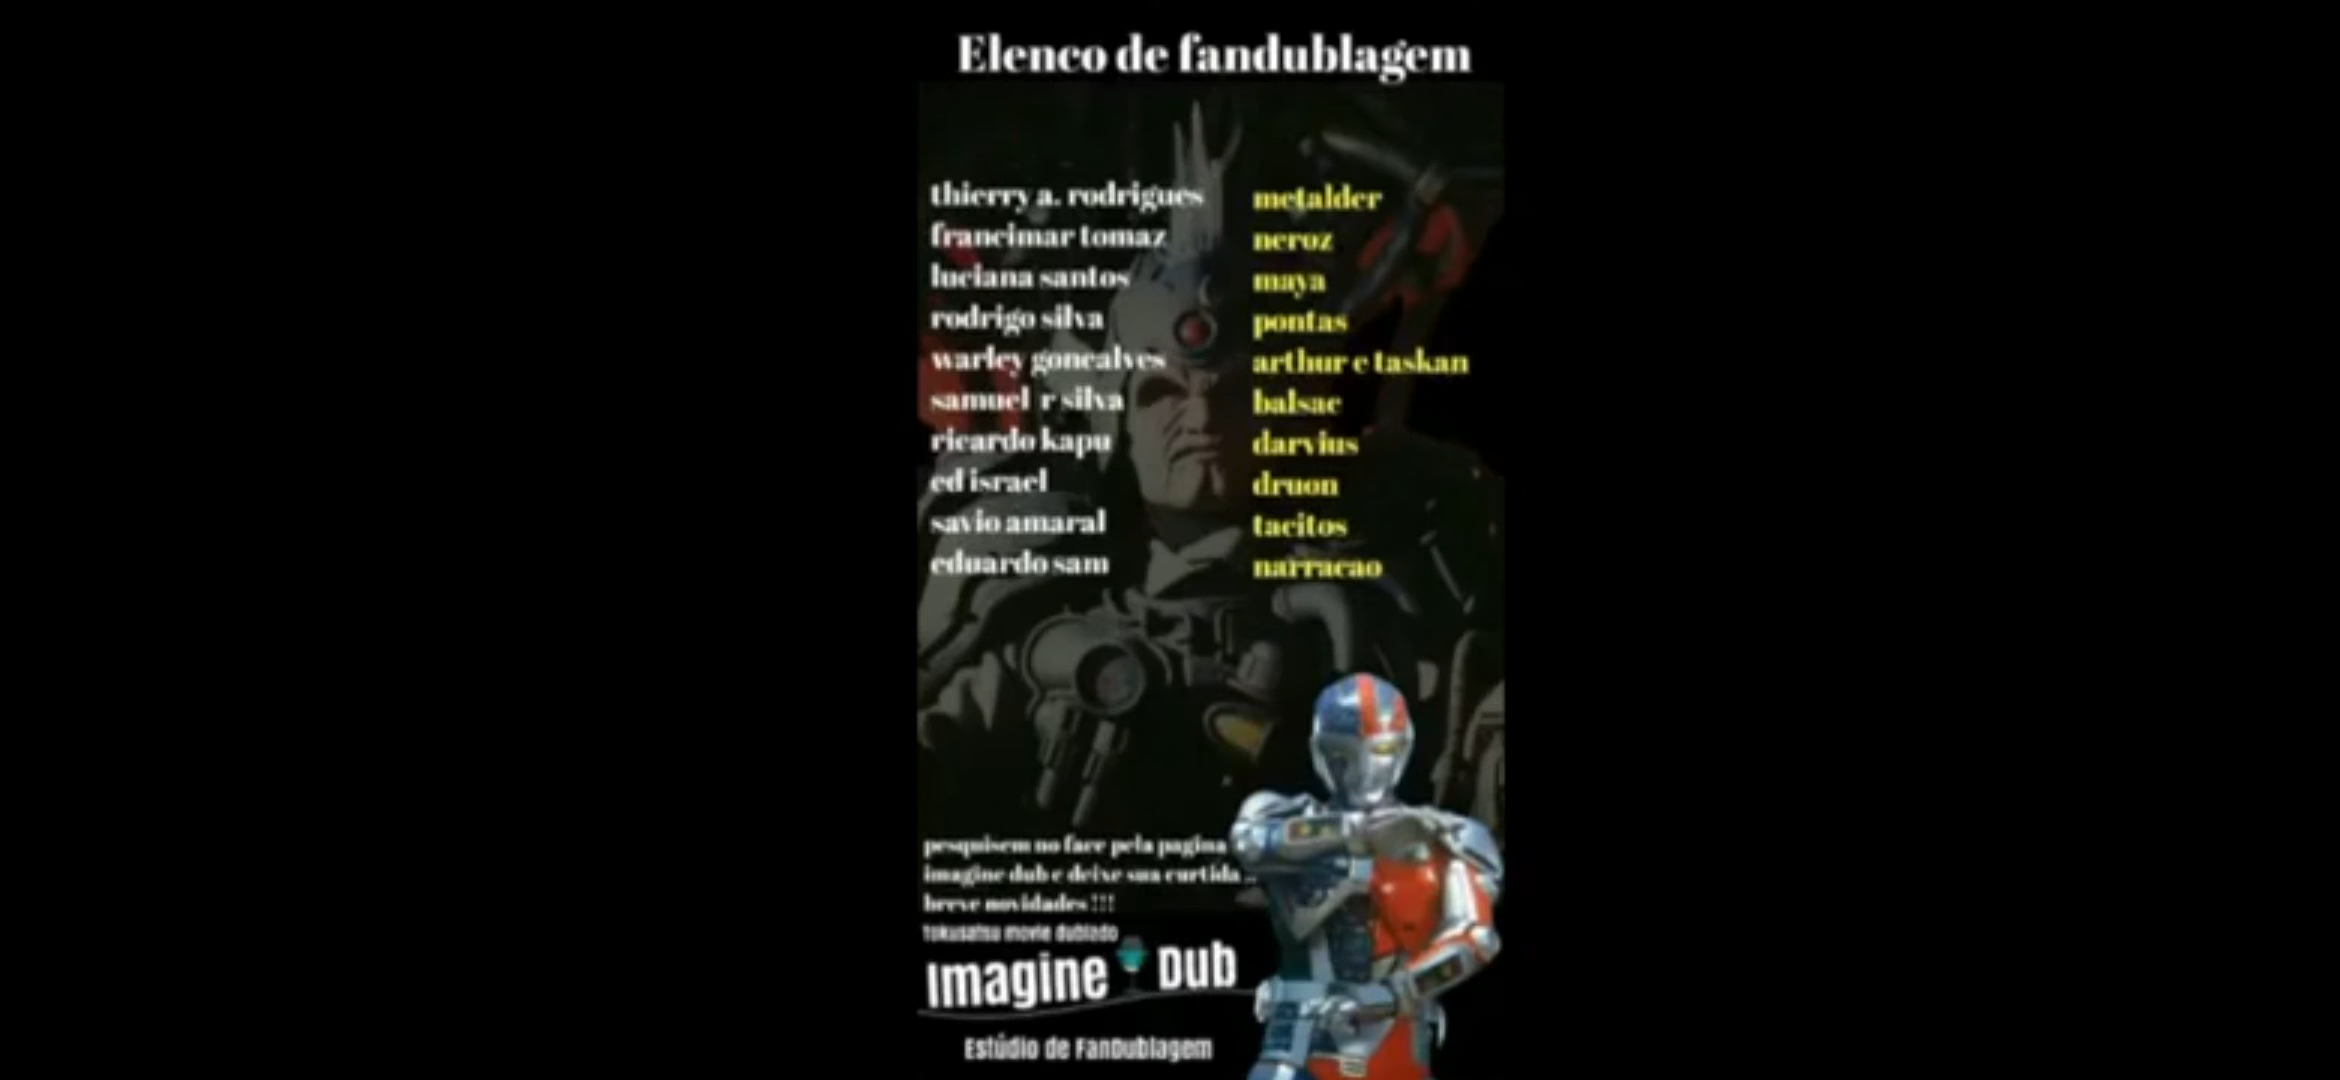 Elenco de fandublagem
thierry a. rodrigues metalder
francimar tomaz neroz
luciana santos maya
rodrigo silva pontas
warley goncalves arthur e taskan
samuel r silva balsac
ricardo kapu darvius
ed israel druon
savio amaral tacitos
eduardo sam narracao
pesquisem no face pela pagina
imagine dub e deixe sua curtida ..
breve novidades !!!
Tokusatsu movie dublado
Imagine Dub
Estúdio de FanDublagem